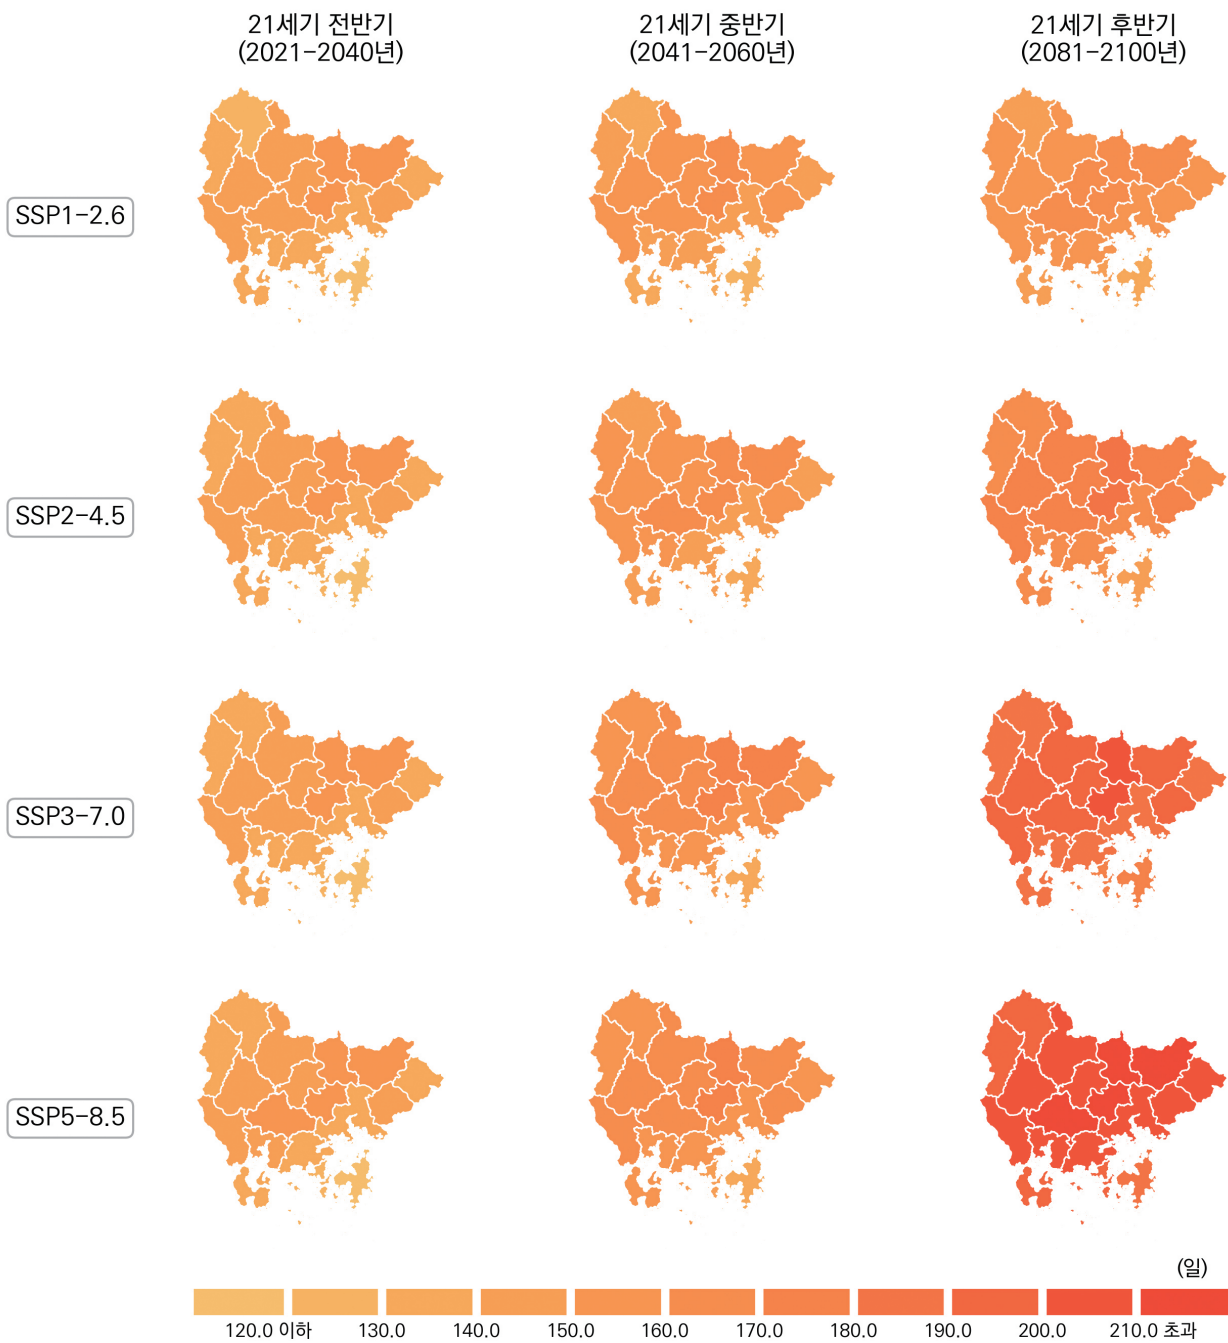 21세기 전반기
(2021-2040년)
21세기 중반기
(2041-2060년)
21세기 후반기
(2081-2100년)
SSP1-2.6
SSP2-4.5
SSP3-7.0
SSP5-8.5
(일)
120.0 이하 130.0 140.0 150.0 160.0 170.0 180.0 190.0 200.0 210.0 초과